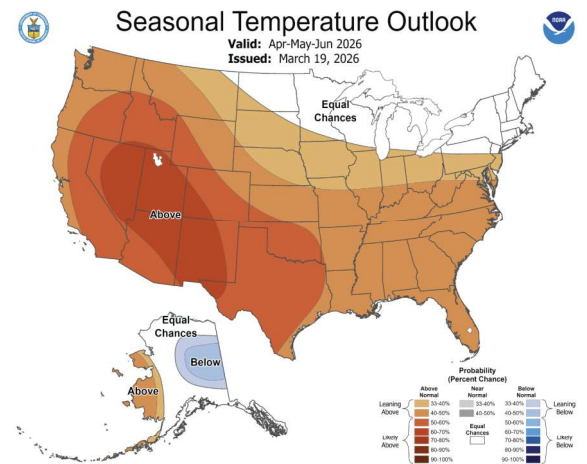 Seasonal Temperature Outlook
Valid: Apr-May-Jun 2026
Issued: March 19, 2026
NOAA
Equal
Chances
Above
Equal
Chances
Below
Above
Probability
(Percent Chance)
Above
Normal
Near
Normal
Below
Normal
Leaning
Above
33-40%
33-40%
33-40%
Leaning
Below
40-50%
40-50%
40-50%
50-60%
Equal
Chances
50-60%
60-70%
60-70%
Likely
Above
70-80%
70-80%
Likely
Below
80-90%
80-90%
90-100%
90-100%